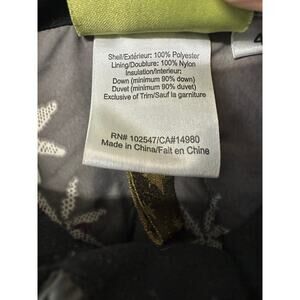 Shell/Extérieur: 100% Polyester
Lining/Doublure: 100% Nylon
Insulation/Interieur:
Down (minimum 90% down)
Duvet (minimum 90% duvet)
Exclusive of Trim/Sauf la garniture
RN# 102547/CA#14980
Made in China/Fait en Chine